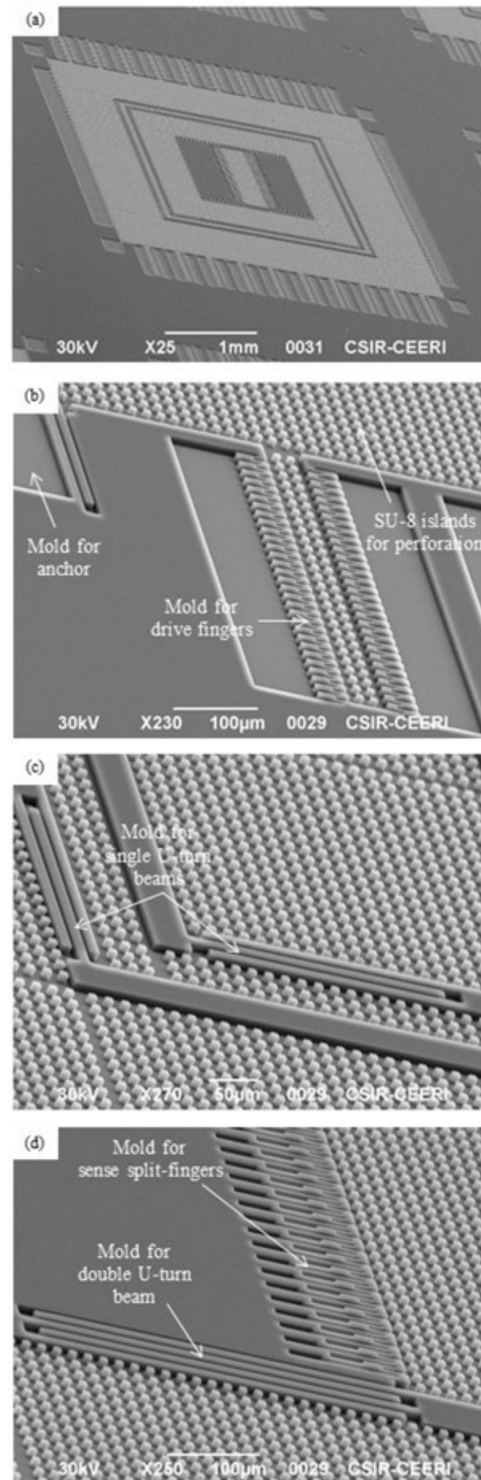 (a)
30kV X25 1mm 0031 CSIR-CEERI
(b)
Mold for
anchor
SU-8 islands
for perforation
Mold for
drive fingers
30kV X230 100µm 0029 CSIR-CEERI
(c)
Mold for
single U-turn
beams
30kV X270 50µm 0029 CSIR-CEERI
(d)
Mold for
sense split-fingers
Mold for
double U-turn
beam
30kV X250 100µm 0029 CSIR-CEERI